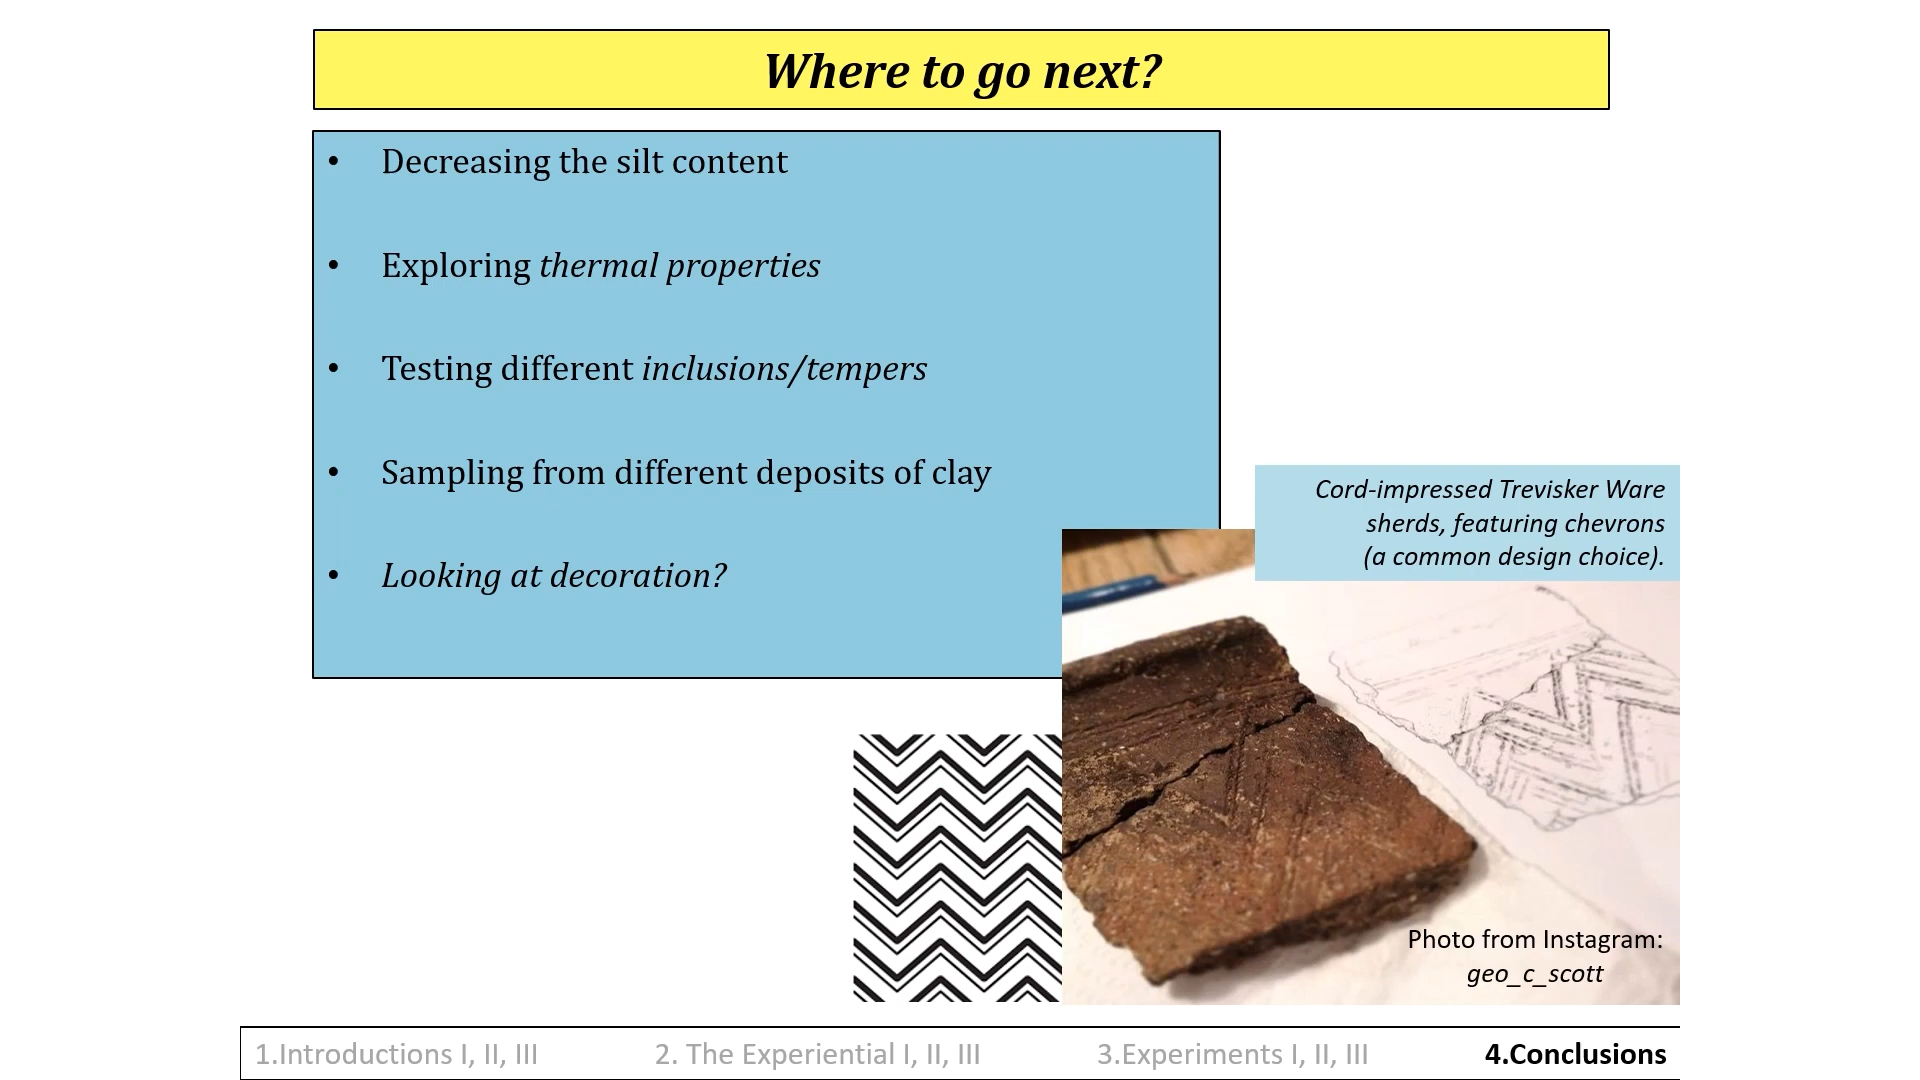 Where to go next?
• Decreasing the silt content
• Exploring thermal properties
• Testing different inclusions/tempers
• Sampling from different deposits of clay
• Looking at decoration?
Cord-impressed Trevisker Ware
sherds, featuring chevrons
(a common design choice).
Photo from Instagram:
geo_c_scott
1.Introductions I, II, III 2. The Experiential I, II, III 3.Experiments I, II, III 4.Conclusions